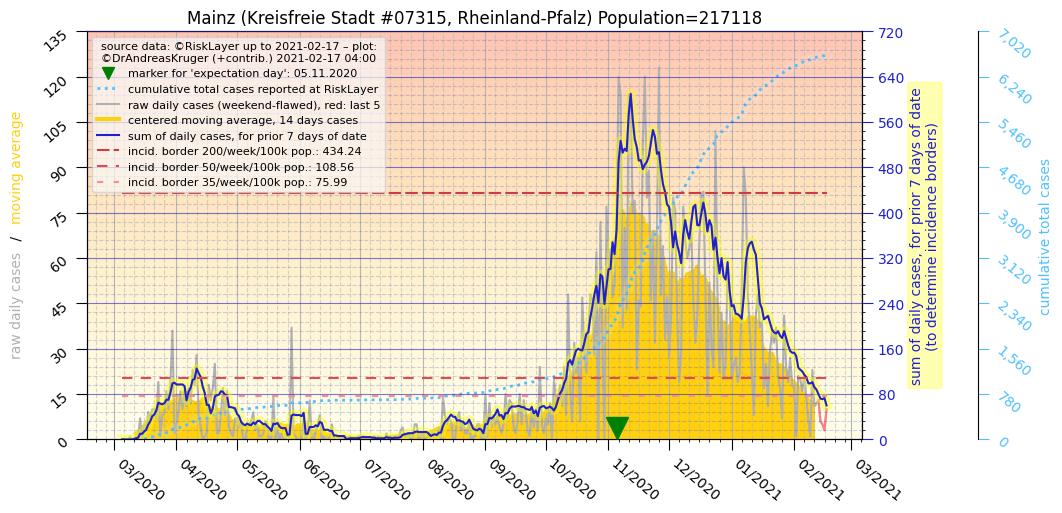 Mainz (Kreisfreie Stadt #07315, Rheinland-Pfalz) Population=217118
source data: ©RiskLayer up to 2021-02-17 – plot:
©DrAndreasKruger (+contrib.) 2021-02-17 04:00
marker for 'expectation day': 05.11.2020
cumulative total cases reported at RiskLayer
raw daily cases (weekend-flawed), red: last 5
centered moving average, 14 days cases
sum of daily cases, for prior 7 days of date
incid. border 200/week/100k pop.: 434.24
incid. border 50/week/100k pop.: 108.56
incid. border 35/week/100k pop.: 75.99
raw daily cases / moving average
135
120
105
90
75
60
45
30
15
0
03/2020
04/2020
05/2020
06/2020
07/2020
08/2020
09/2020
10/2020
11/2020
12/2020
01/2021
02/2021
03/2021
720
640
560
480
400
320
240
160
80
0
sum of daily cases, for prior 7 days of date
(to determine incidence borders)
7,020
6,240
5,460
4,680
3,900
3,120
2,340
1,560
780
0
cumulative total cases